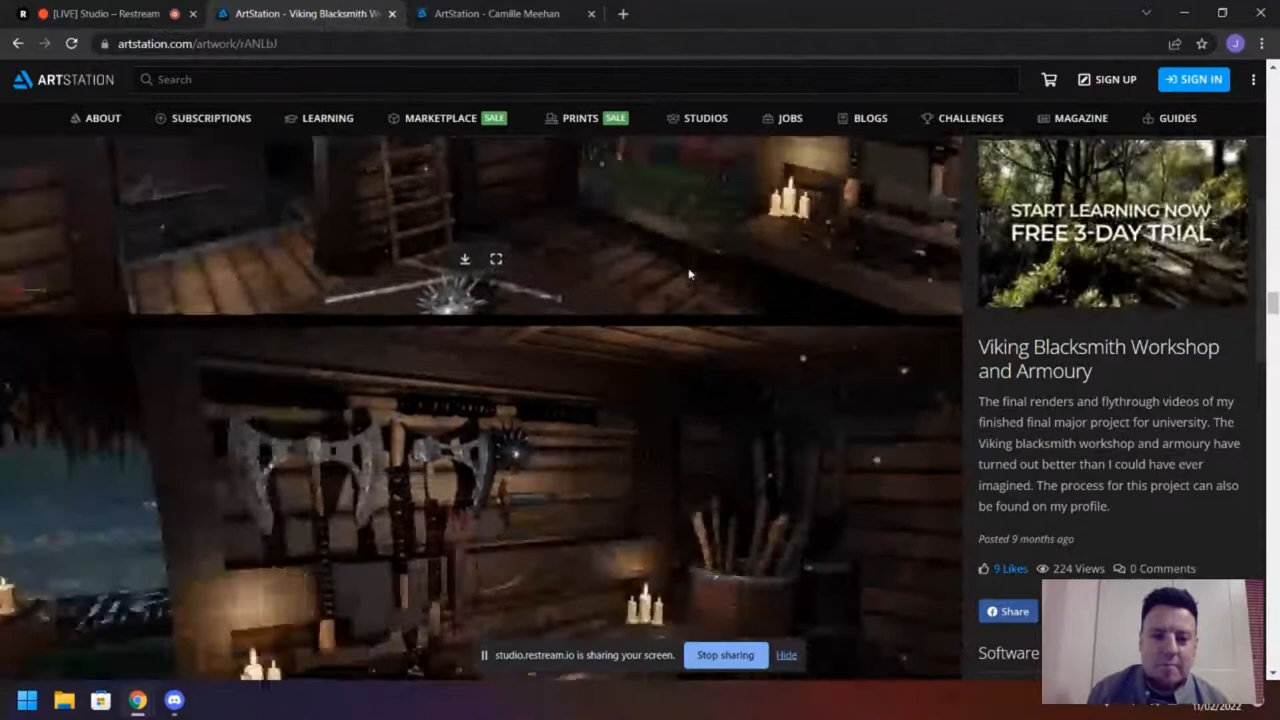 R [LIVE] Studio – Restream
ArtStation - Viking Blacksmith W
ArtStation - Camille Meehan
artstation.com/artwork/rANLbJ
J
ARTSTATION
Search
SIGN UP
SIGN IN
ABOUT
SUBSCRIPTIONS
LEARNING
MARKETPLACE SALE
PRINTS SALE
STUDIOS
JOBS
BLOGS
CHALLENGES
MAGAZINE
GUIDES
START LEARNING NOW
FREE 3-DAY TRIAL
Viking Blacksmith Workshop
and Armoury
The final renders and flythrough videos of my
finished final major project for university. The
Viking blacksmith workshop and armoury have
turned out better than I could have ever
imagined. The process for this project can also
be found on my profile.
Posted 9 months ago
9 Likes 224 Views 0 Comments
Share
Software
studio.restream.io is sharing your screen.
Stop sharing
Hide
11/02/2022